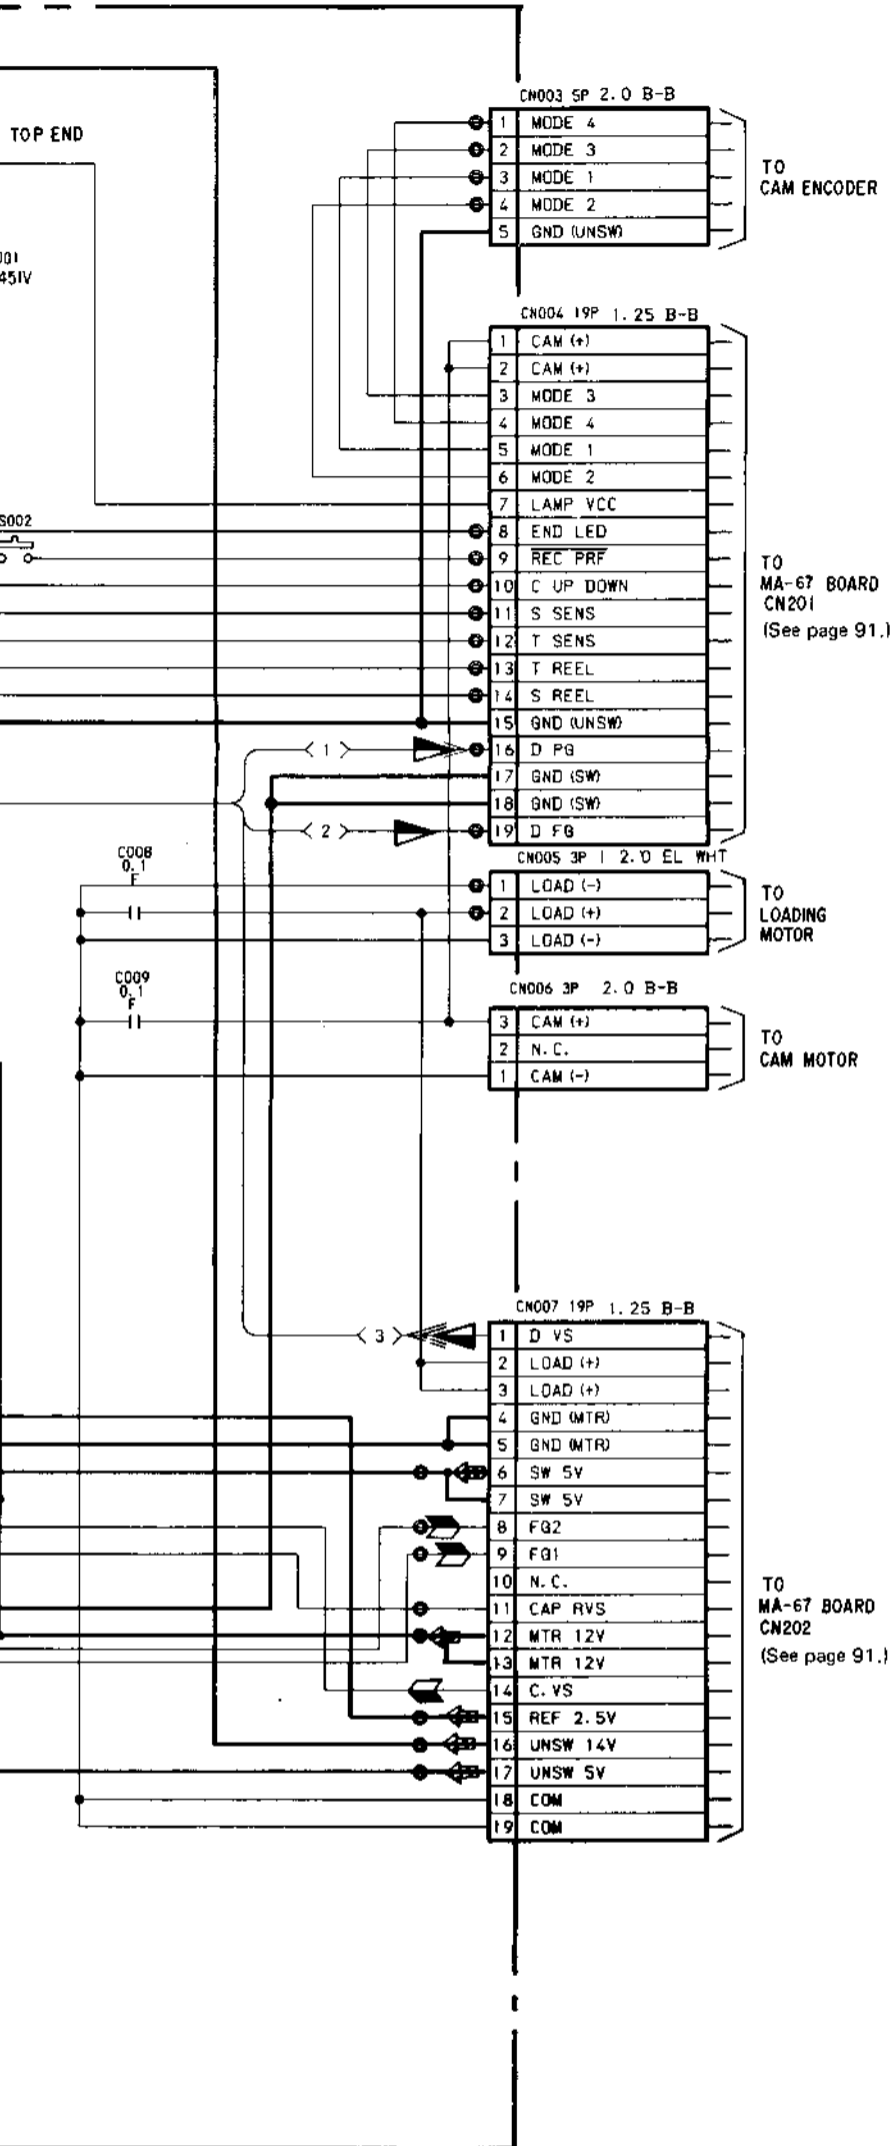 TOP END
001
451V
CN003 5P 2.0 B-B
1 MODE 4
2 MODE 3
3 MODE 1
4 MODE 2
5 GND (UNSW)
TO
CAM ENCODER
CN004 19P 1.25 B-B
1 CAM (+)
2 CAM (+)
3 MODE 3
4 MODE 4
5 MODE 1
6 MODE 2
7 LAMP VCC
8 END LED
9 REC PRF
10 C UP DOWN
11 S SENS
12 T SENS
13 T REEL
14 S REEL
15 GND (UNSW)
16 D PG
17 GND (SW)
18 GND (SW)
19 D FG
TO
MA-67 BOARD
CN201
(See page 91.)
S002
1
2
C008
0.1
F
CN005 3P 2.0 EL WHT
1 LOAD (-)
2 LOAD (+)
3 LOAD (-)
TO
LOADING
MOTOR
C009
0.1
F
CN006 3P 2.0 B-B
3 CAM (+)
2 N.C.
1 CAM (-)
TO
CAM MOTOR
CN007 19P 1.25 B-B
3
1 D VS
2 LOAD (+)
3 LOAD (+)
4 GND (MTR)
5 GND (MTR)
6 SW 5V
7 SW 5V
8 FG2
9 FG1
10 N.C.
11 CAP RVS
12 MTR 12V
13 MTR 12V
14 C.VS
15 REF 2.5V
16 UNSW 14V
17 UNSW 5V
18 COM
19 COM
TO
MA-67 BOARD
CN202
(See page 91.)